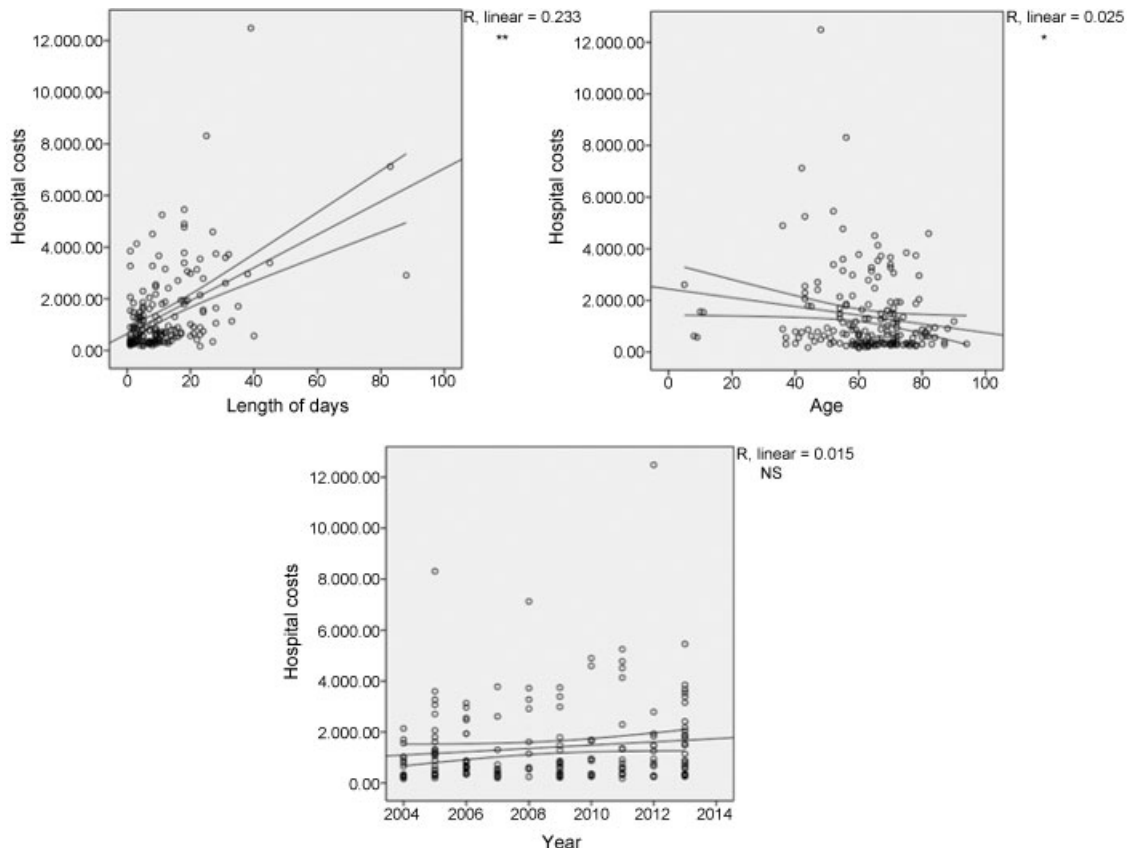 R, linear = 0.233
**
12.000.00
10.000.00
8.000.00
6.000.00
4.000.00
2.000.00
0.00
Hospital costs
0 20 40 60 80 100
Length of days
R, linear = 0.025
*
12.000.00
10.000.00
8.000.00
6.000.00
4.000.00
2.000.00
0.00
Hospital costs
0 20 40 60 80 100
Age
R, linear = 0.015
NS
12.000.00
10.000.00
8.000.00
6.000.00
4.000.00
2.000.00
0.00
Hospital costs
2004 2006 2008 2010 2012 2014
Year